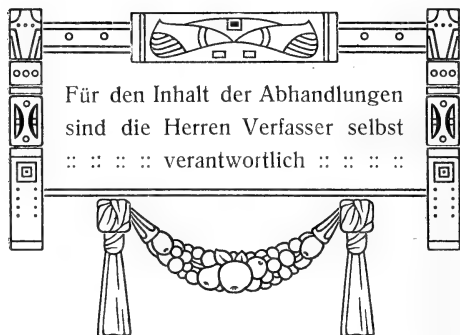 Für den Inhalt der Abhandlungen
sind die Herren Verfasser selbst
:: :: :: :: verantwortlich :: :: :: ::